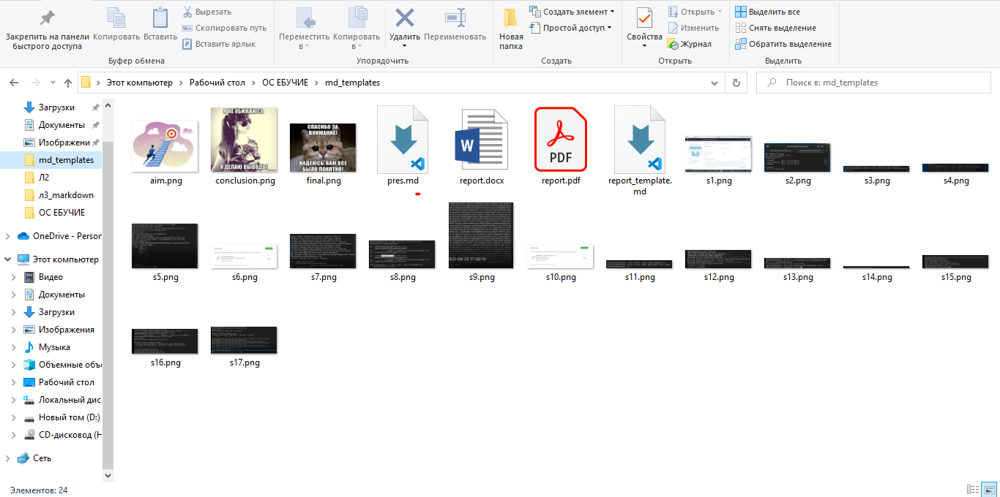 Закрепить на панели
быстрого доступа
Копировать
Вставить
Вырезать
Скопировать путь
Вставить ярлык
Буфер обмена
Переместить
в
Копировать
в
Удалить
Переименовать
Упорядочить
Новая
папка
Создать элемент
Простой доступ
Создать
Свойства
Открыть
Изменить
Журнал
Открыть
Выделить все
Снять выделение
Обратить выделение
Выделить
Этот компьютер
Рабочий стол
ОС ЕБУЧИЕ
md_templates
Поиск в: md_templates
Загрузки
Документы
Изображени
md_templates
Л2
л3_markdown
ОС ЕБУЧИЕ
OneDrive - Person
Этот компьютер
Видео
Документы
Загрузки
Изображения
Музыка
Объемные объ
Рабочий стол
Локальный дис
Новый том (D:)
CD-дисковод (H
Сеть
aim.png
Я НЕ ОБИЖАЮСЬ
Я ДЕЛАЮ ВЫВОДЫ
conclusion.png
СПАСИБО ЗА
ВНИМАНИЕ!
НАДЕЮСЬ, ВАМ ВСЕ
БЫЛО ПОНЯТНО!
final.png
pres.md
W
report.docx
PDF
report.pdf
report_template.
md
s1.png
s2.png
s3.png
s4.png
s5.png
s6.png
s7.png
s8.png
s9.png
s10.png
s11.png
s12.png
s13.png
s14.png
s15.png
s16.png
s17.png
Элементов: 24